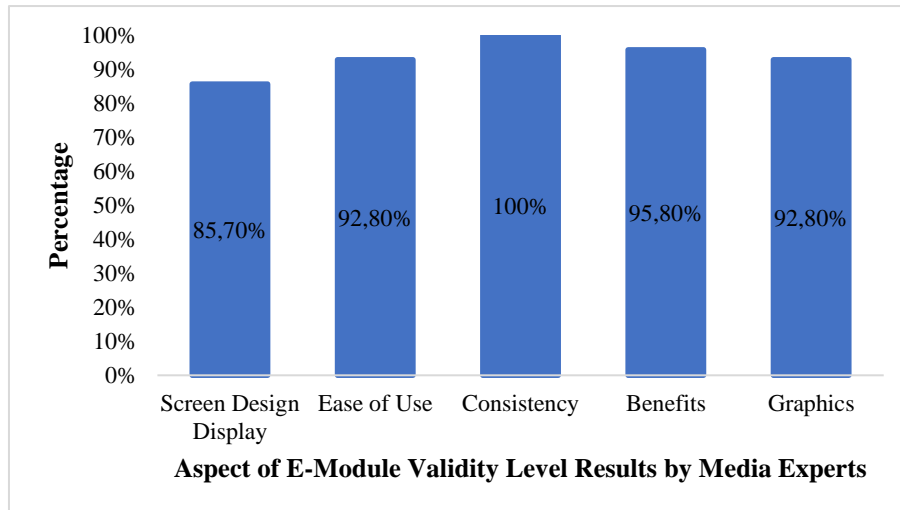 100%
90%
80%
70%
60%
50%
40%
30%
20%
10%
0%
Percentage
85,70%
92,80%
100%
95,80%
92,80%
Screen Design
Display
Ease of Use
Consistency
Benefits
Graphics
Aspect of E-Module Validity Level Results by Media Experts